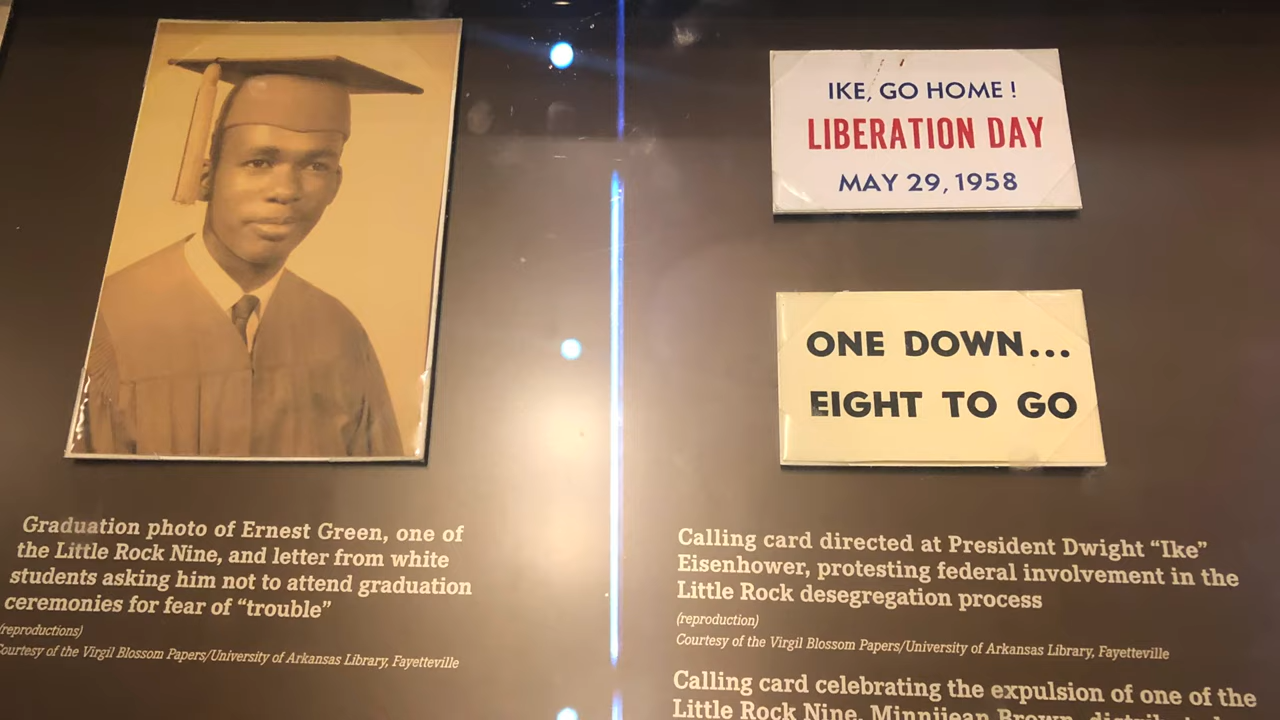 Graduation photo of Ernest Green, one of
the Little Rock Nine, and letter from white
students asking him not to attend graduation
ceremonies for fear of “trouble”
(reproductions)
Courtesy of the Virgil Blossom Papers/University of Arkansas Library, Fayetteville
IKE, GO HOME !
LIBERATION DAY
MAY 29, 1958
ONE DOWN...
EIGHT TO GO
Calling card directed at President Dwight “Ike”
Eisenhower, protesting federal involvement in the
Little Rock desegregation process
(reproduction)
Courtesy of the Virgil Blossom Papers/University of Arkansas Library, Fayetteville
Calling card celebrating the expulsion of one of the
Little Rock Nine, Minnijean Brown,